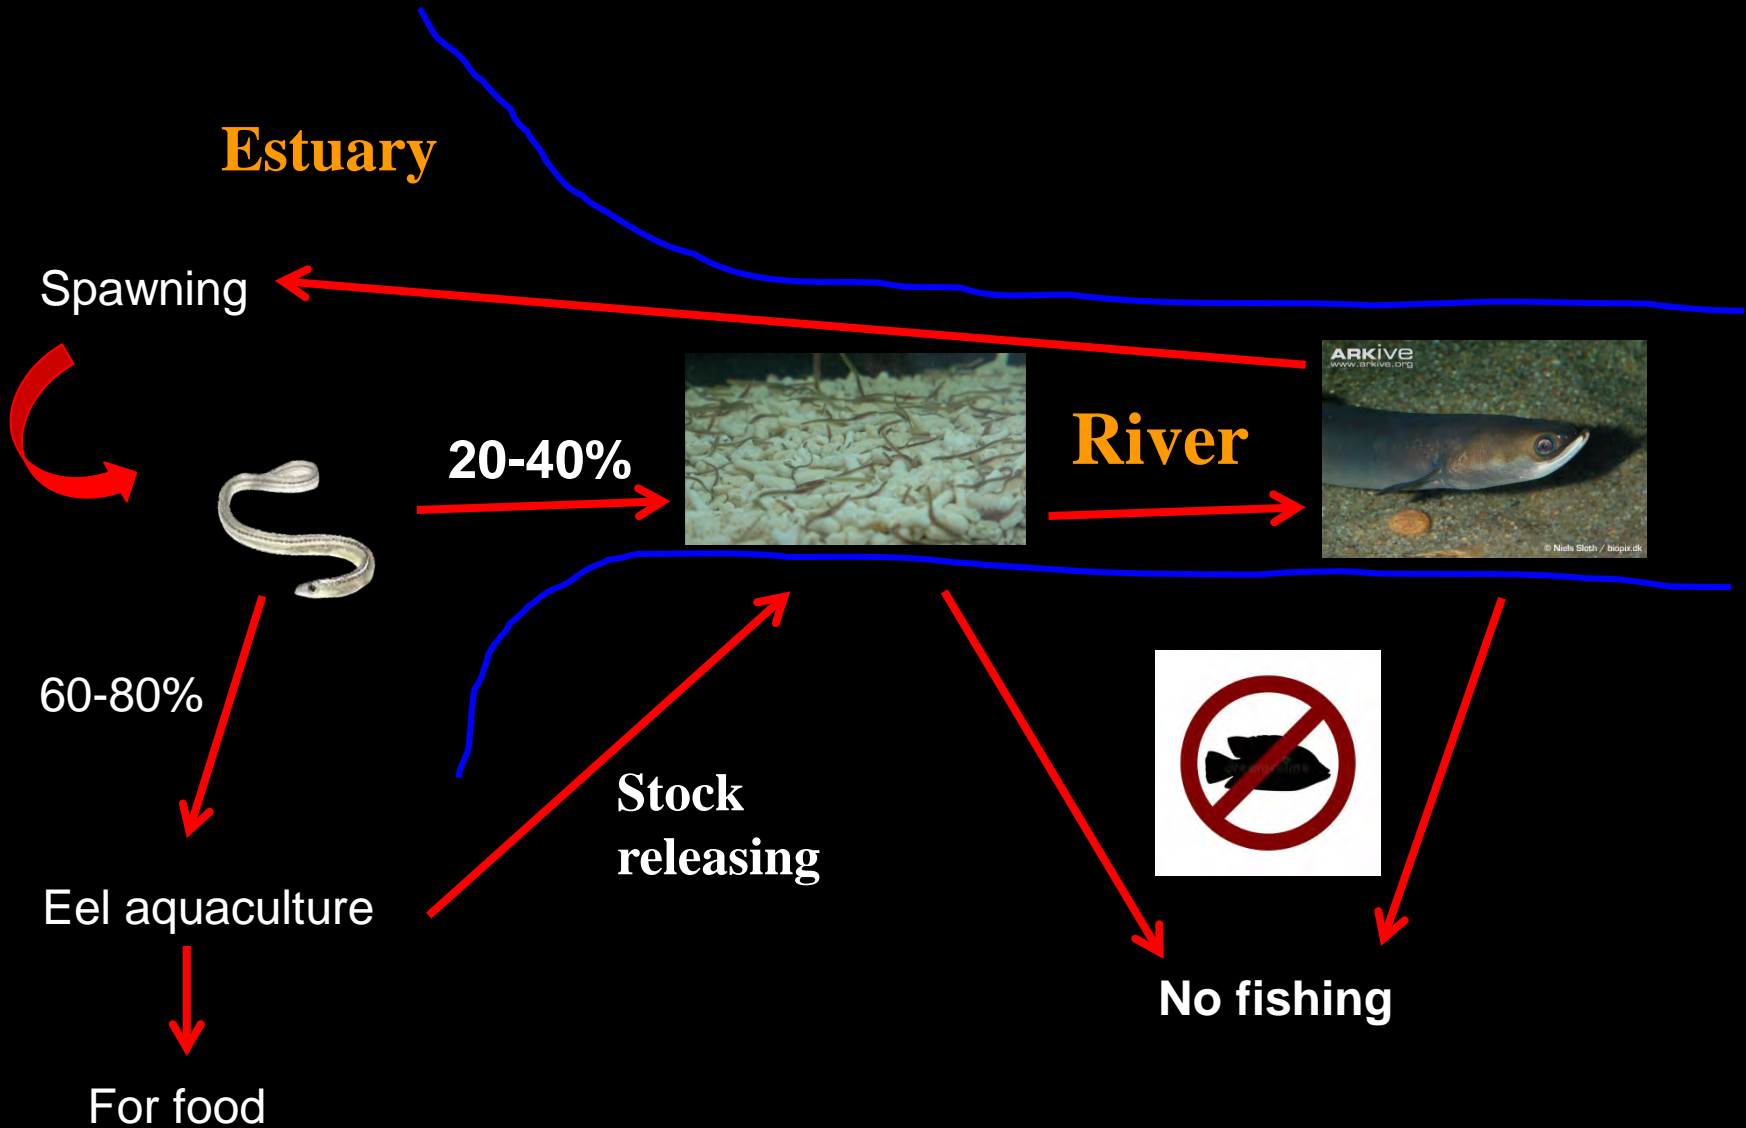 Estuary
Spawning
ARKive
www.arkive.org
River
20-40%
© Niels Sloth / biopix.dk
60-80%
Stock
releasing
Eel aquaculture
No fishing
For food